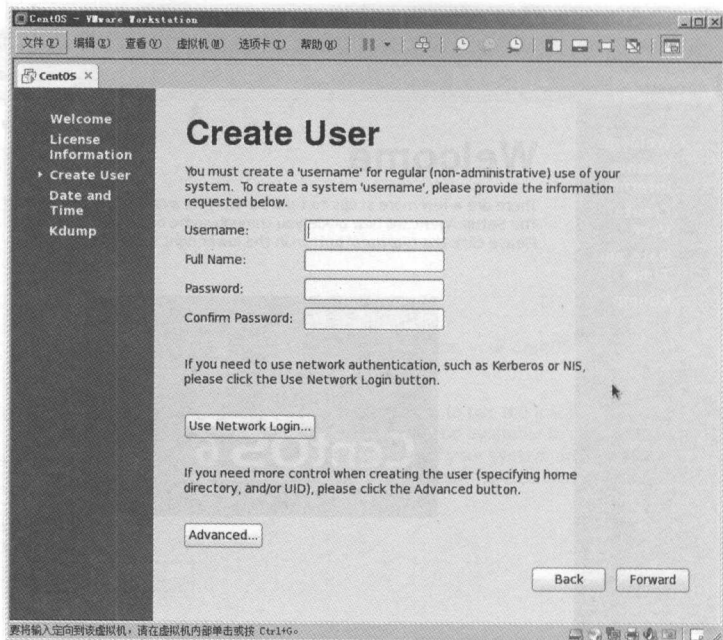 CentOS - VMware Workstation
文件(F) 编辑(E) 查看(V) 虚拟机(M) 选项卡(T) 帮助(H)
CentOS ×
Welcome
License
Information
Create User
Date and
Time
Kdump
Create User
You must create a 'username' for regular (non-administrative) use of your
system. To create a system 'username', please provide the information
requested below.
Username:
Full Name:
Password:
Confirm Password:
If you need to use network authentication, such as Kerberos or NIS,
please click the Use Network Login button.
Use Network Login...
If you need more control when creating the user (specifying home
directory, and/or UID), please click the Advanced button.
Advanced...
Back Forward
要将输入定向到该虚拟机，请在虚拟机内部单击或按 Ctrl+G。